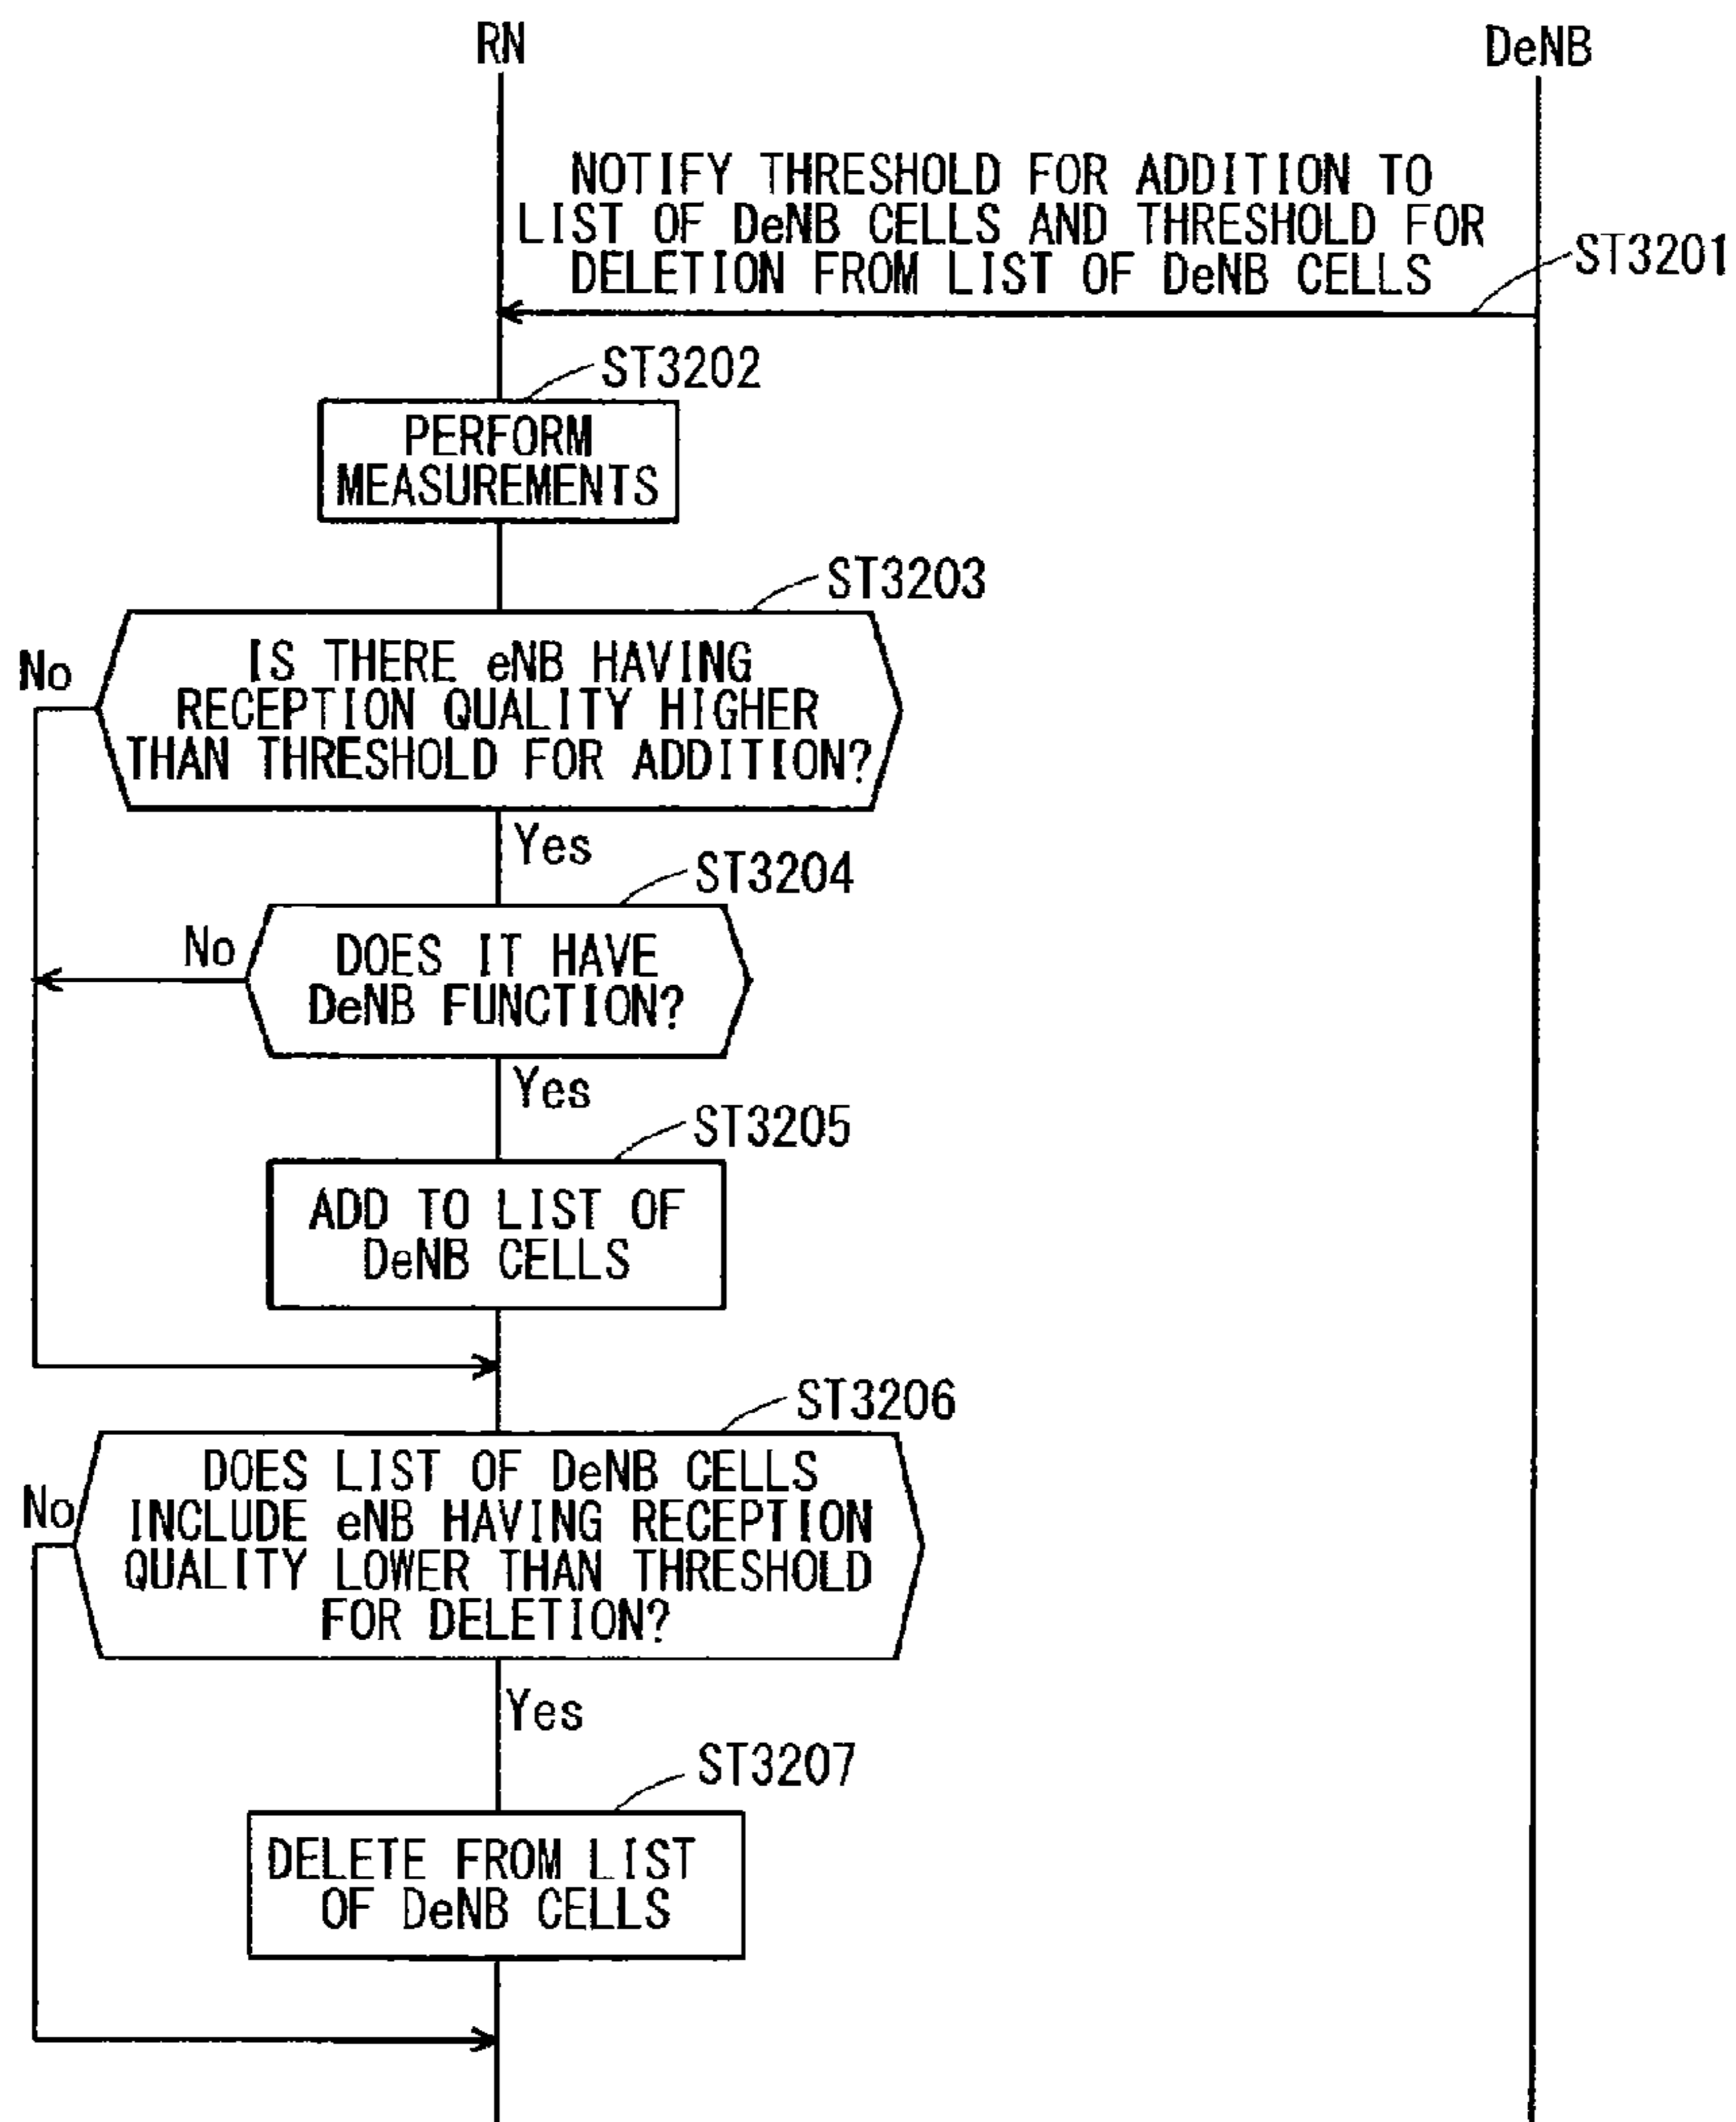 RN
DeNB
NOTIFY THRESHOLD FOR ADDITION TO
LIST OF DeNB CELLS AND THRESHOLD FOR
DELETION FROM LIST OF DeNB CELLS
ST3201
ST3202
PERFORM
MEASUREMENTS
ST3203
No
IS THERE eNB HAVING
RECEPTION QUALITY HIGHER
THAN THRESHOLD FOR ADDITION?
Yes
ST3204
No
DOES IT HAVE
DeNB FUNCTION?
Yes
ST3205
ADD TO LIST OF
DeNB CELLS
ST3206
No
DOES LIST OF DeNB CELLS
INCLUDE eNB HAVING RECEPTION
QUALITY LOWER THAN THRESHOLD
FOR DELETION?
Yes
ST3207
DELETE FROM LIST
OF DeNB CELLS